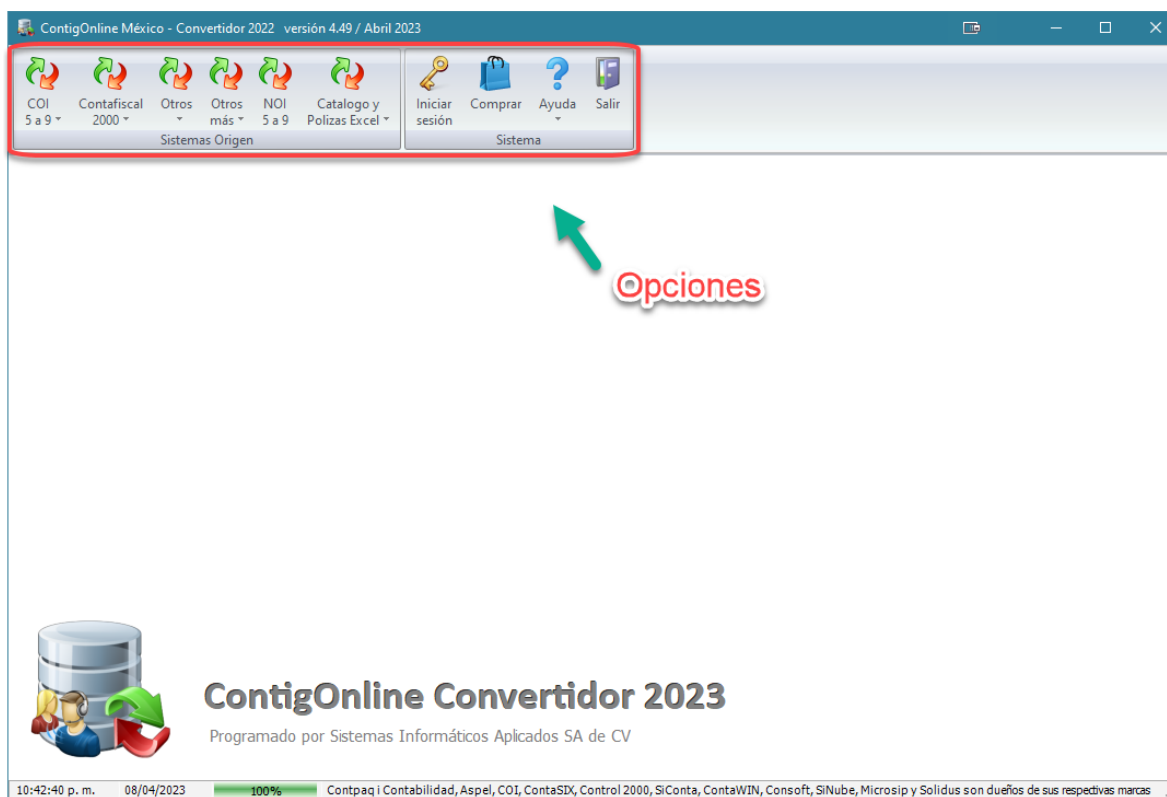 ContigOnline México - Convertidor 2022 versión 4.49 / Abril 2023
COI 5 a 9
Contafiscal 2000
Otros
Otros más
NOI 5 a 9
Catalogo y Polizas Excel
Iniciar sesión
Comprar
Ayuda
Salir
Sistemas Origen
Sistema
Opciones
ContigOnline Convertidor 2023
Programado por Sistemas Informáticos Aplicados SA de CV
10:42:40 p. m. 08/04/2023 100% Contpaq i Contabilidad, Aspel, COI, ContaSIX, Control 2000, SiConta, ContaWIN, Consoft, SiNube, Microsip y Solidus son dueños de sus respectivas marcas